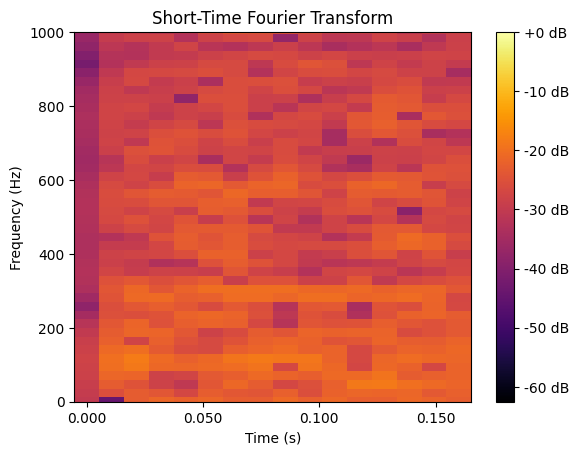 Short-Time Fourier Transform
Frequency (Hz)
1000
800
600
400
200
0
0.000
0.050
0.100
0.150
Time (s)
+0 dB
-10 dB
-20 dB
-30 dB
-40 dB
-50 dB
-60 dB